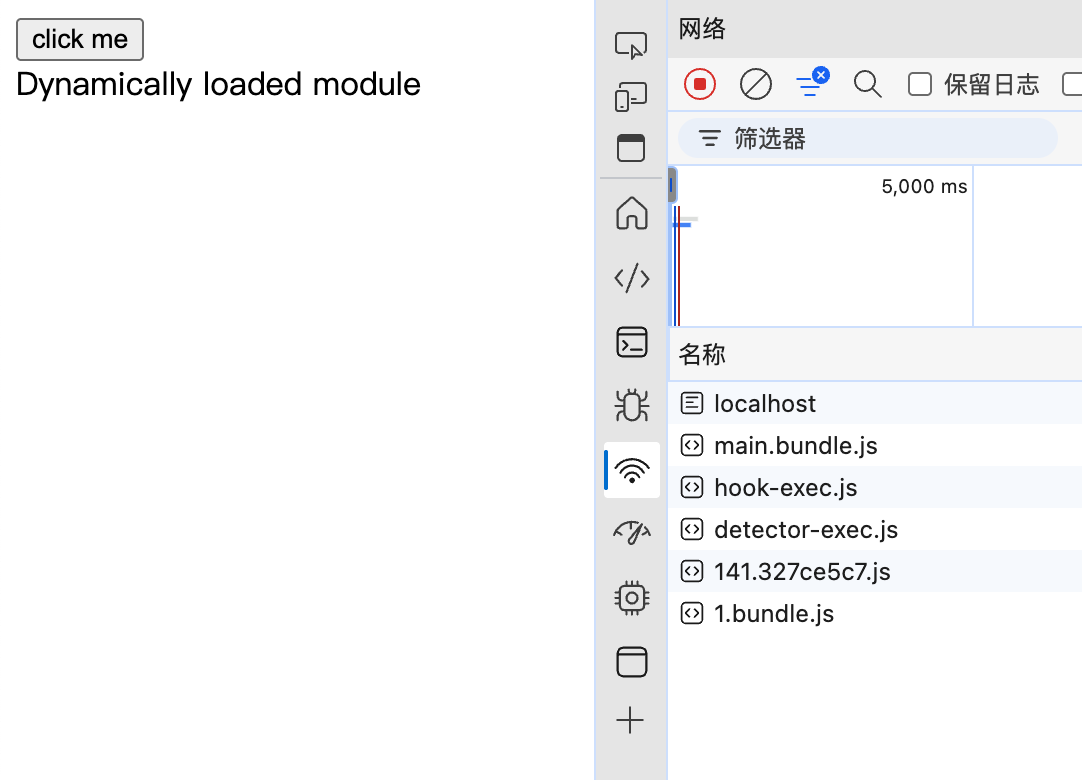 click me
Dynamically loaded module
网络
保留日志
筛选器
5,000 ms
名称
localhost
main.bundle.js
hook-exec.js
detector-exec.js
141.327ce5c7.js
1.bundle.js